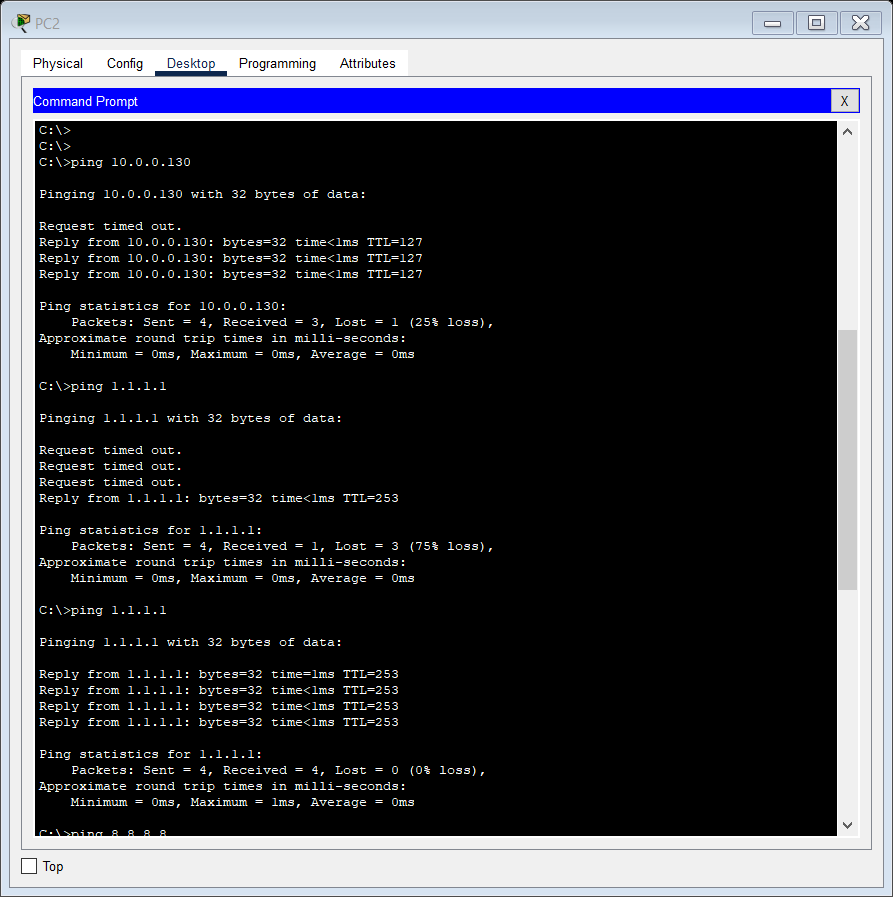 PC2
Physical Config Desktop Programming Attributes
Command Prompt X
C:\>
C:\>
C:\>ping 10.0.0.130
Pinging 10.0.0.130 with 32 bytes of data:
Request timed out.
Reply from 10.0.0.130: bytes=32 time<1ms TTL=127
Reply from 10.0.0.130: bytes=32 time<1ms TTL=127
Reply from 10.0.0.130: bytes=32 time<1ms TTL=127
Ping statistics for 10.0.0.130:
    Packets: Sent = 4, Received = 3, Lost = 1 (25% loss),
Approximate round trip times in milli-seconds:
    Minimum = 0ms, Maximum = 0ms, Average = 0ms
C:\>ping 1.1.1.1
Pinging 1.1.1.1 with 32 bytes of data:
Request timed out.
Request timed out.
Request timed out.
Reply from 1.1.1.1: bytes=32 time<1ms TTL=253
Ping statistics for 1.1.1.1:
    Packets: Sent = 4, Received = 1, Lost = 3 (75% loss),
Approximate round trip times in milli-seconds:
    Minimum = 0ms, Maximum = 0ms, Average = 0ms
C:\>ping 1.1.1.1
Pinging 1.1.1.1 with 32 bytes of data:
Reply from 1.1.1.1: bytes=32 time=1ms TTL=253
Reply from 1.1.1.1: bytes=32 time<1ms TTL=253
Reply from 1.1.1.1: bytes=32 time<1ms TTL=253
Reply from 1.1.1.1: bytes=32 time<1ms TTL=253
Ping statistics for 1.1.1.1:
    Packets: Sent = 4, Received = 4, Lost = 0 (0% loss),
Approximate round trip times in milli-seconds:
    Minimum = 0ms, Maximum = 1ms, Average = 0ms
C:\>ping 8.8.8.8
Top